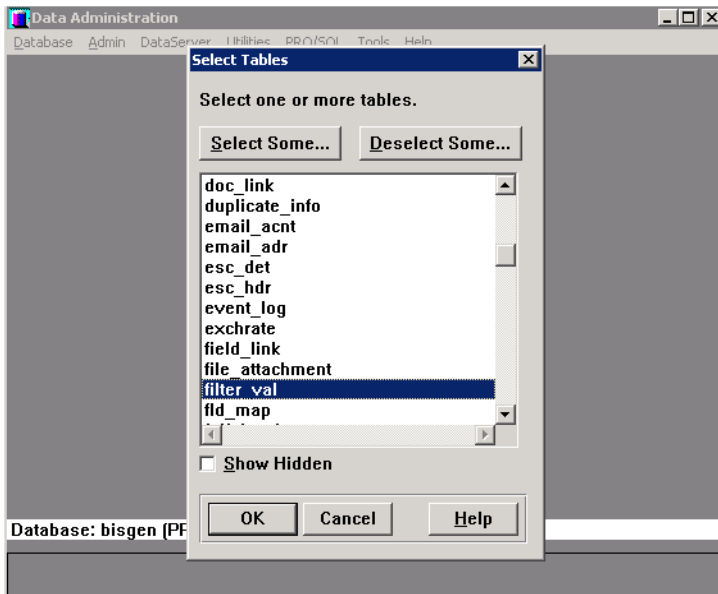 Data Administration
Database Admin DataServer Utilities PRO/SQL Tools Help
Select Tables
Select one or more tables.
Select Some... Deselect Some...
doc_link
duplicate_info
email_acnt
email_adr
esc_det
esc_hdr
event_log
exchrate
field_link
file_attachment
filter_val
fld_map
Show Hidden
OK Cancel Help
Database: bisgen (PR